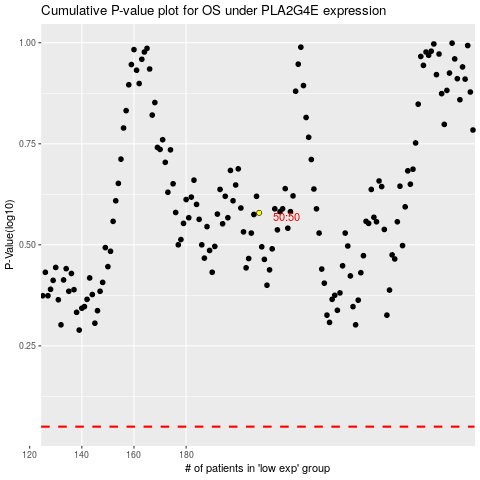 Cumulative P-value plot for OS under PLA2G4E expression
P-Value(log10)
1.00
0.75
0.50
0.25
50:50
120 140 160 180
# of patients in 'low exp' group